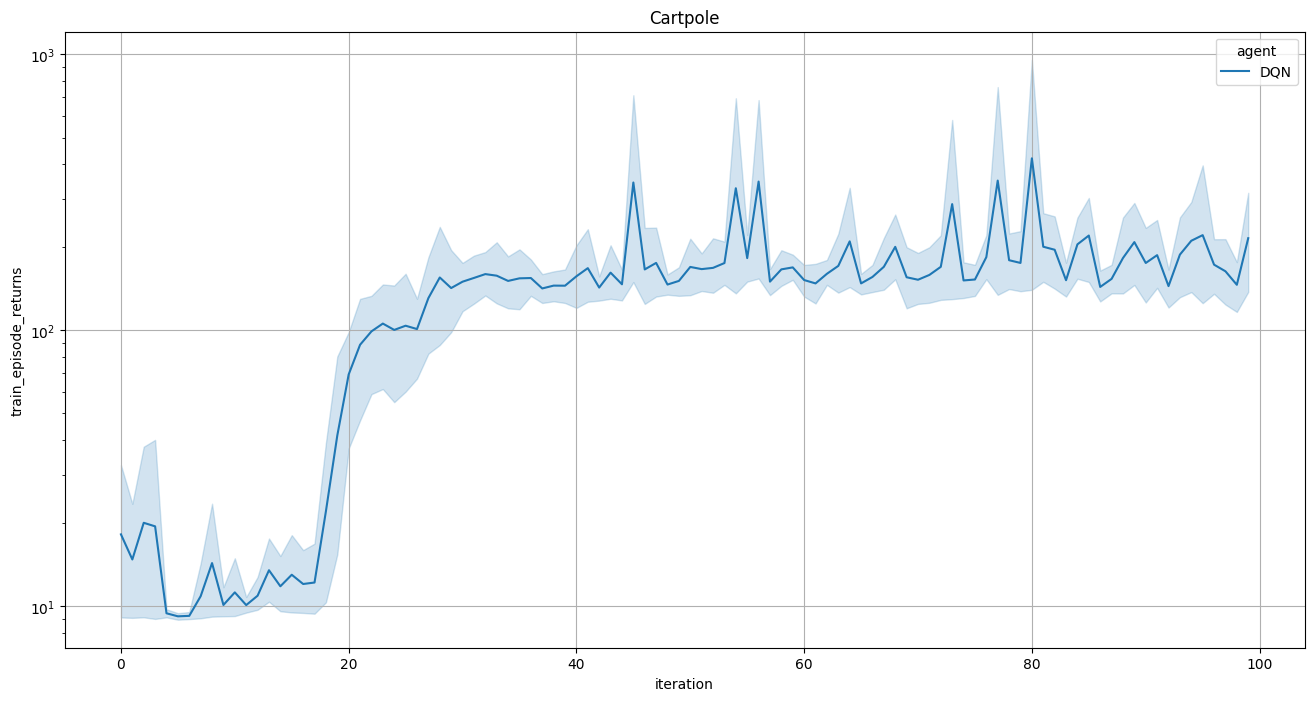 Cartpole
agent
DQN
train_episode_returns
10³
10²
10¹
0 20 40 60 80 100
iteration